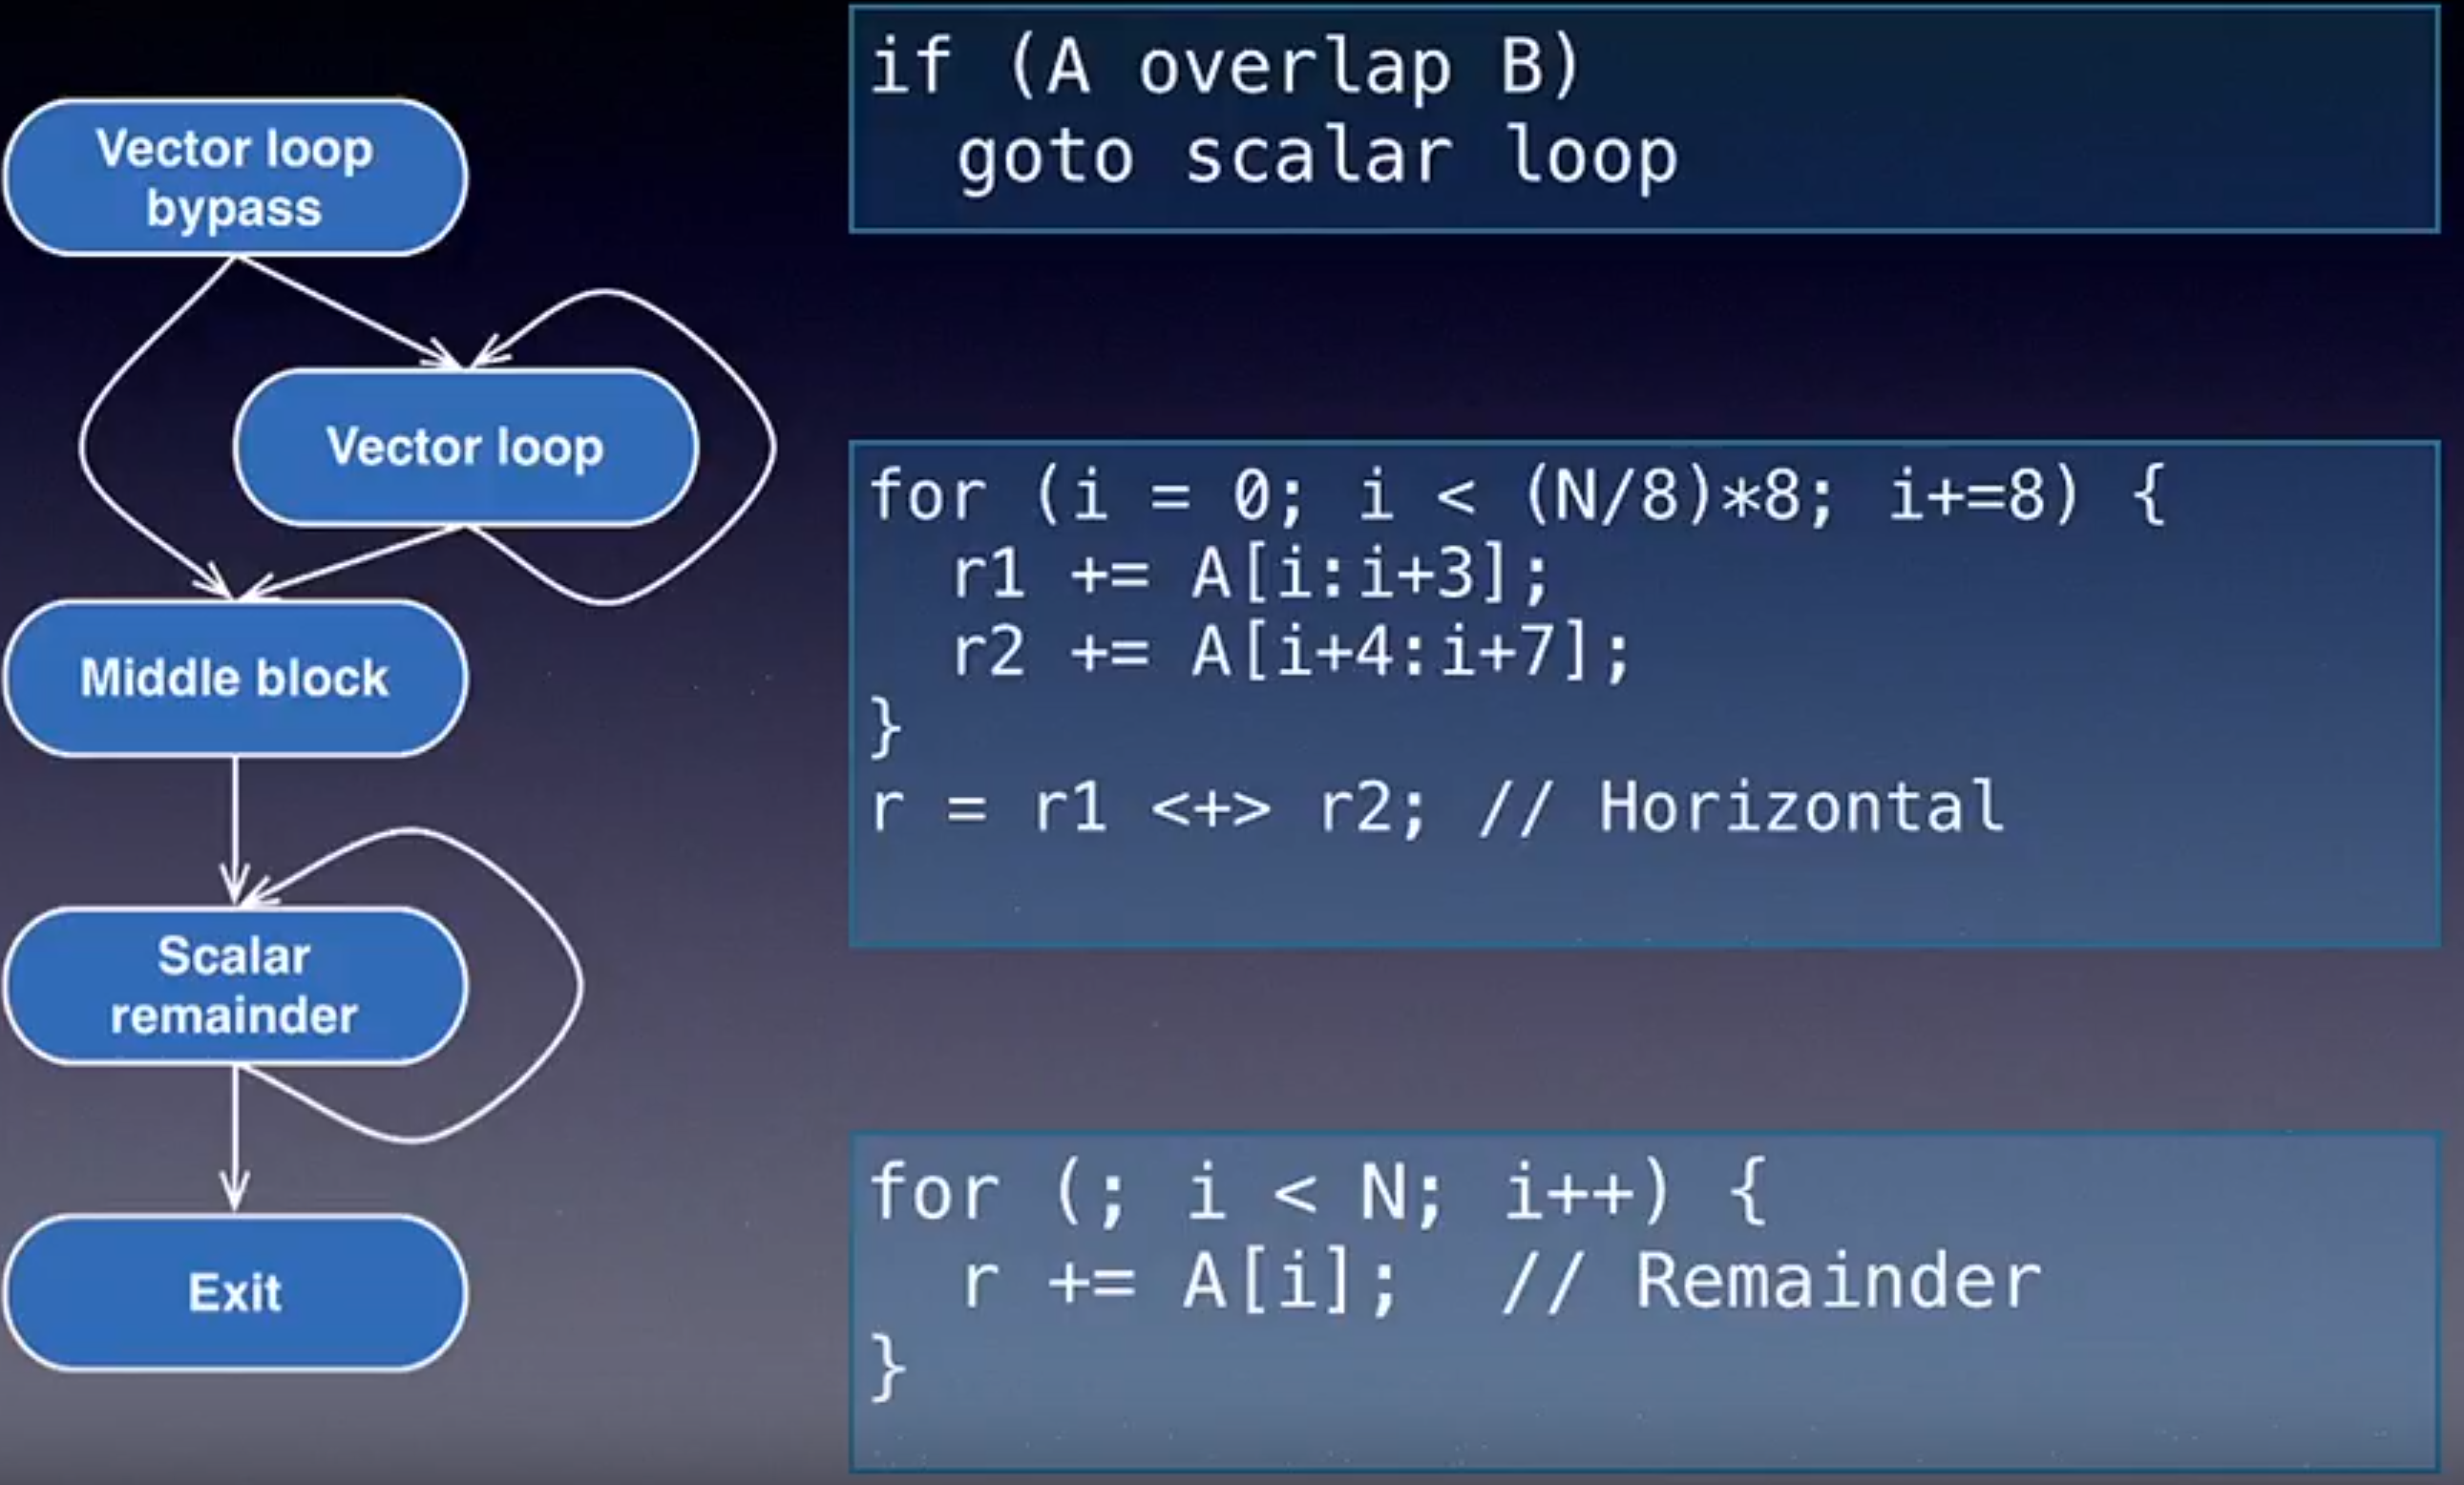 Vector loop
bypass
Vector loop
Middle block
Scalar
remainder
Exit
if (A overlap B)
  goto scalar loop
for (i = 0; i < (N/8)*8; i+=8) {
  r1 += A[i:i+3];
  r2 += A[i+4:i+7];
}
r = r1 <+> r2; // Horizontal
for (; i < N; i++) {
  r += A[i];  // Remainder
}